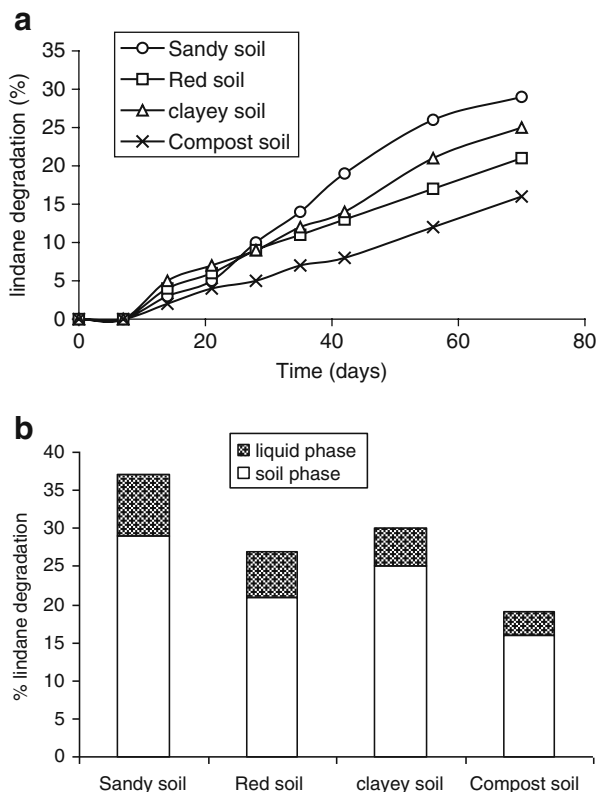 a
Sandy soil
Red soil
clayey soil
Compost soil
lindane degradation (%)
35
30
25
20
15
10
5
0
0 20 40 60 80
Time (days)
b
liquid phase
soil phase
% lindane degradation
40
35
30
25
20
15
10
5
0
Sandy soil Red soil clayey soil Compost soil